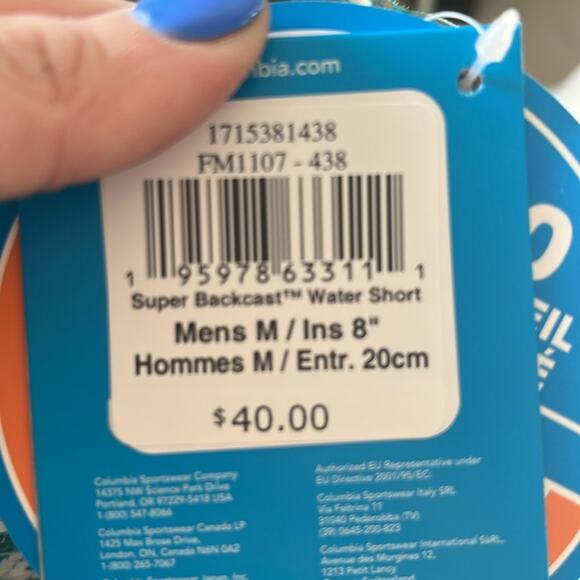 bia.com
1715381438
FM1107 - 438
1 95978 63311 1
Super Backcast™ Water Short
Mens M / Ins 8"
Hommes M / Entr. 20cm
$40.00
Columbia Sportswear Company
14375 NW Science Park Drive
Portland, OR 97229-5418 USA
1-(800) 547-8066
Columbia Sportswear Canada LP
1425 Max Brose Drive,
London, ON, Canada N6N 0A2
1-(800) 265-7067
Authorized EU Representative under
EU Directive 2001/95/EC:
Columbia Sportswear Italy SRL
Via Feltrina 11
31040 Pederobba (TV)
(39) 0645-200-823
Columbia Sportswear International SàRL
Avenue des Morgines 12,
1213 Petit Lancy
O
EIL
É